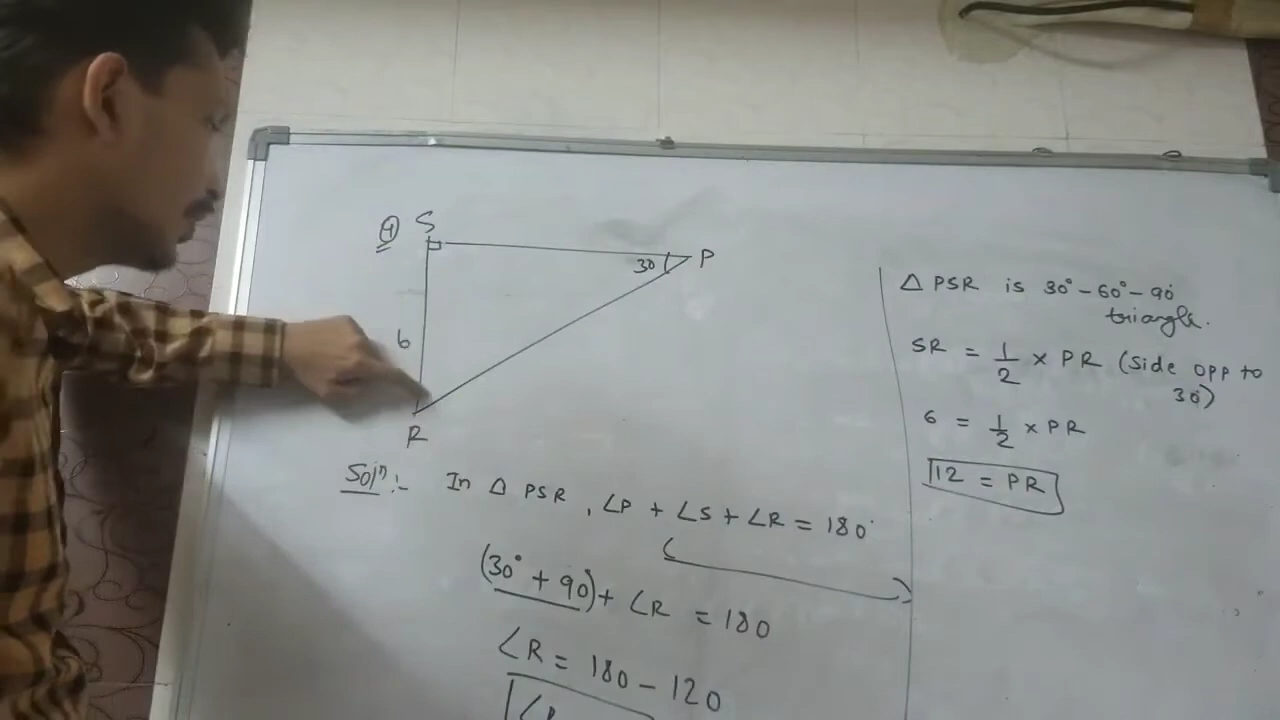 ④ S
30 P
6
R
Solⁿ:- In △ PSR, ∠P + ∠S + ∠R = 180°
(30° + 90) + ∠R = 180
∠R = 180 - 120
△ PSR is 30° - 60° - 90°
triangle.
SR = 1/2 × PR (Side opp to
30°)
6 = 1/2 × PR
12 = PR